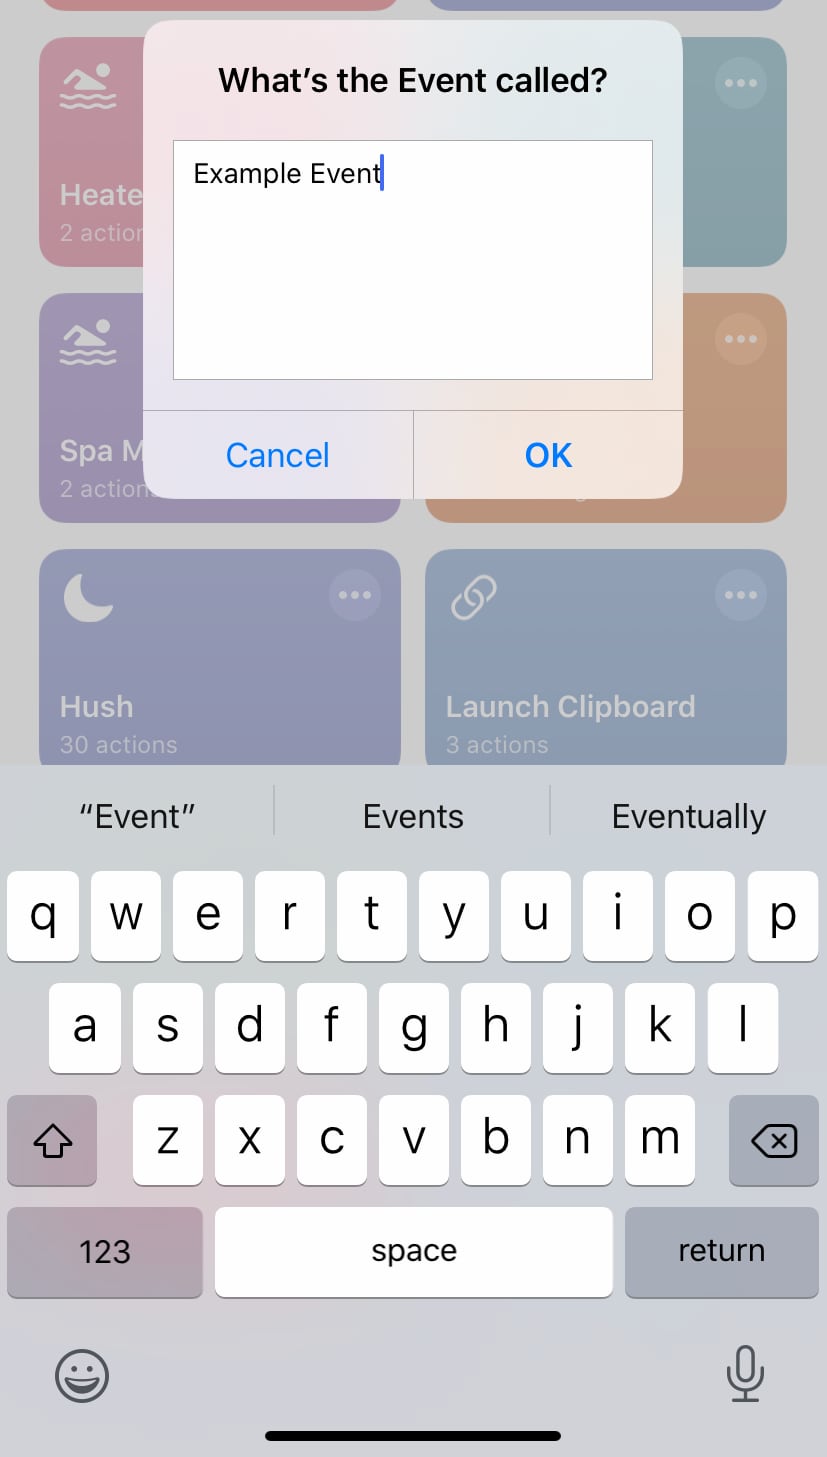 What's the Event called?
Example Event
Cancel
OK
Heate
2 action
Spa M
2 action
Hush
30 actions
Launch Clipboard
3 actions
“Event”
Events
Eventually
q w e r t y u i o p
a s d f g h j k l
z x c v b n m
123
space
return